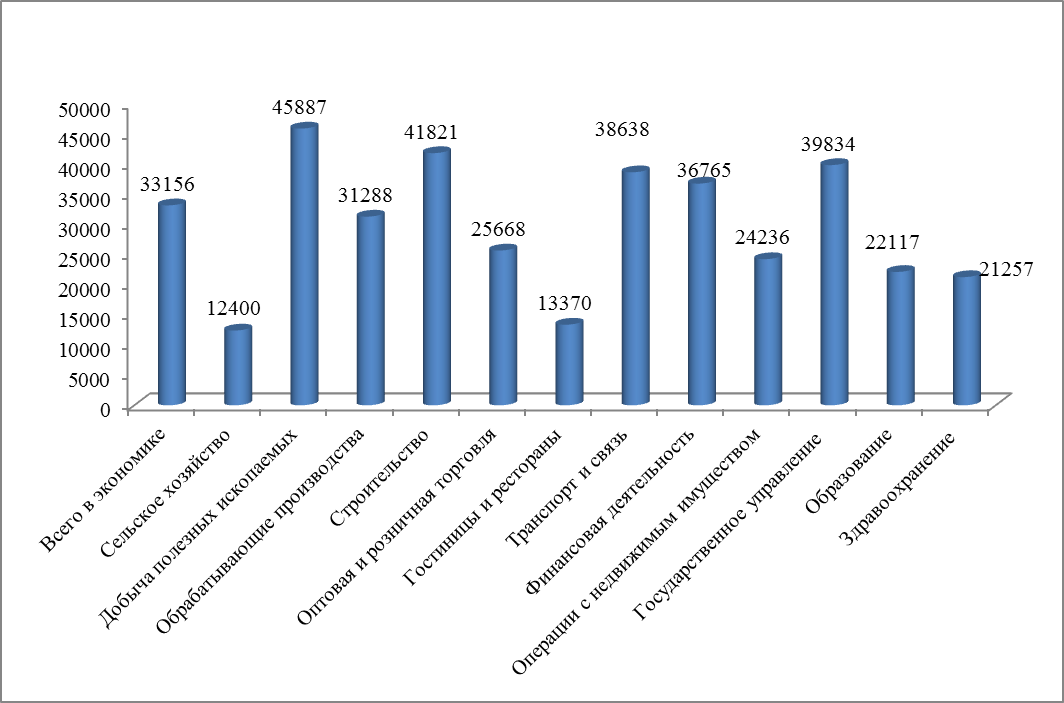 50000
45000
40000
35000
30000
25000
20000
15000
10000
5000
0
33156
12400
45887
31288
41821
25668
13370
38638
36765
24236
39834
22117
21257
Всего в экономике
Сельское хозяйство
Добыча полезных ископаемых
Обрабатывающие производства
Строительство
Оптовая и розничная торговля
Гостиницы и рестораны
Транспорт и связь
Финансовая деятельность
Операции с недвижимым имуществом
Государственное управление
Образование
Здравоохранение